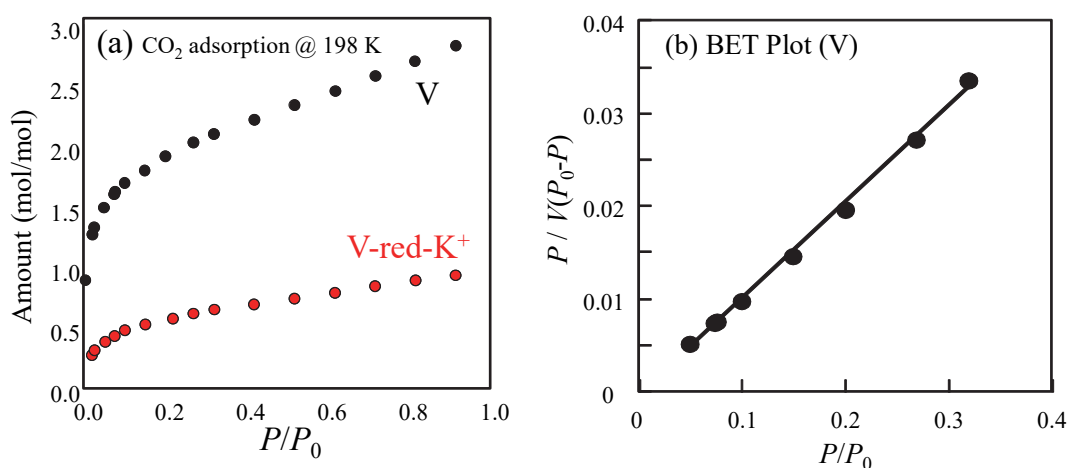 (a) CO₂ adsorption @ 198 K
Amount (mol/mol)
3.0
2.5
2.0
1.5
1.0
0.5
0.0
V
V-red-K⁺
0.0 0.2 0.4 0.6 0.8 1.0
P/P₀
(b) BET Plot (V)
P / V(P₀-P)
0.04
0.03
0.02
0.01
0
0 0.1 0.2 0.3 0.4
P/P₀